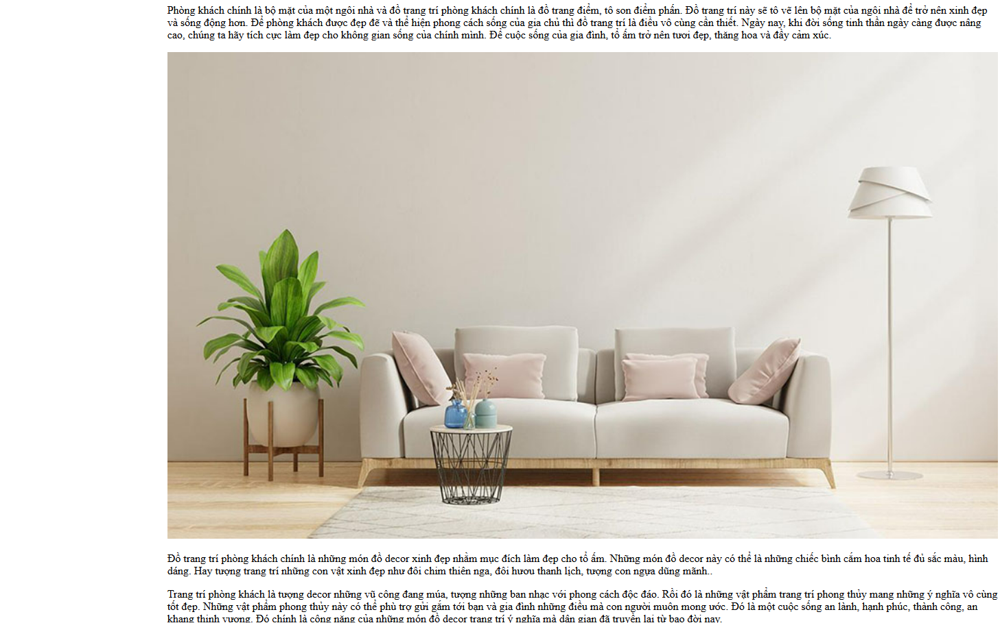 Phòng khách chính là bộ mặt của một ngôi nhà và đồ trang trí phòng khách chính là đồ trang điểm, tô son điểm phấn. Đồ trang trí này sẽ tô vẽ lên bộ mặt của ngôi nhà để trở nên xinh đẹp
và sống động hơn. Để phòng khách được đẹp đẽ và thể hiện phong cách sống của gia chủ thì đồ trang trí là điều vô cùng cần thiết. Ngày nay, khi đời sống tinh thần ngày càng được nâng
cao, chúng ta hãy tích cực làm đẹp cho không gian sống của chính mình. Để cuộc sống của gia đình, tổ ấm trở nên tươi đẹp, thăng hoa và đầy cảm xúc.
Đồ trang trí phòng khách chính là những món đồ decor xinh đẹp nhằm mục đích làm đẹp cho tổ ấm. Những món đồ decor này có thể là những chiếc bình cắm hoa tinh tế đủ sắc màu, hình
dáng. Hay tượng trang trí những con vật xinh đẹp như đôi chim thiên nga, đôi hươu thanh lịch, tượng con ngựa dũng mãnh..
Trang trí phòng khách là tượng decor những vũ công đang múa, tượng những ban nhạc với phong cách độc đáo. Rồi đó là những vật phẩm trang trí phong thủy mang những ý nghĩa vô cùng
tốt đẹp. Những vật phẩm phong thủy này có thể phù trợ gửi gắm tới bạn và gia đình những điều mà con người muôn mong ước. Đó là một cuộc sống an lành, hạnh phúc, thành công, an
khang thịnh vượng. Đó chính là công năng của những món đồ decor trang trí ý nghĩa mà dân gian đã truyền lại từ bao đời nay.